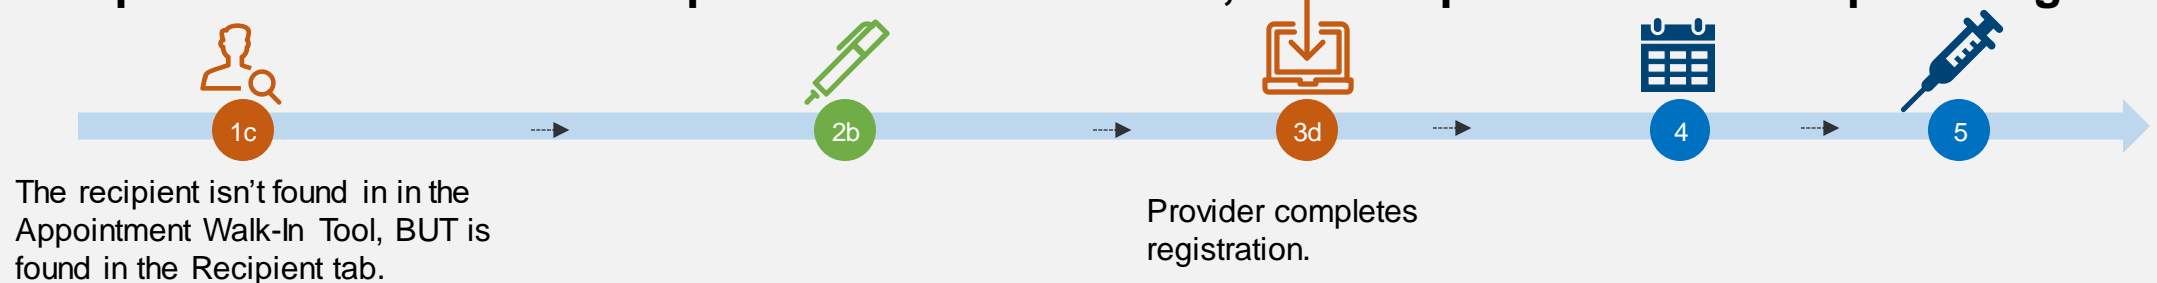 1c
2b
3d
4
5
The recipient isn't found in in the
Appointment Walk-In Tool, BUT is
found in the Recipient tab.
Provider completes
registration.